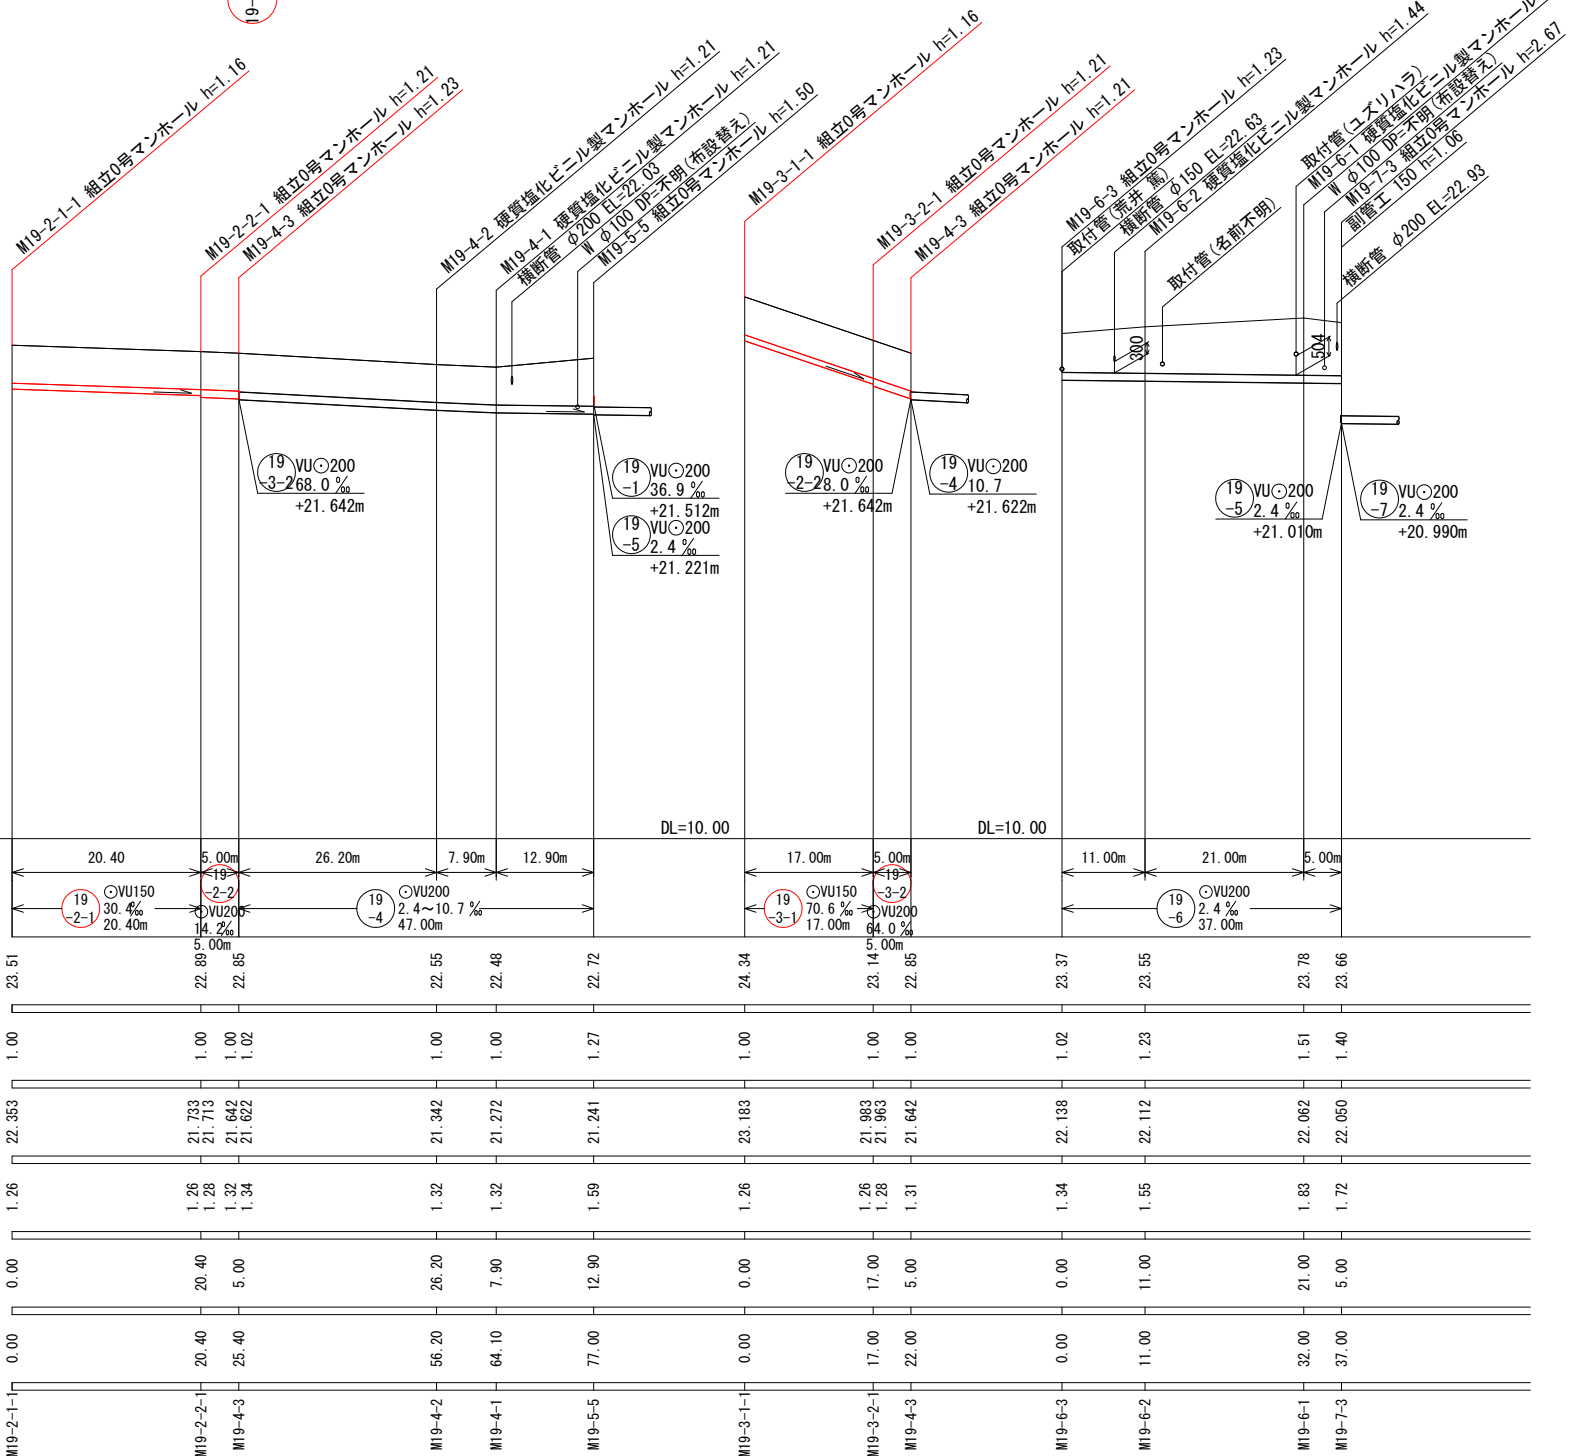 19-
M19-2-1-1 組立0号マンホール h=1.16
M19-2-2-1 組立0号マンホール h=1.21
M19-4-3 組立0号マンホール h=1.23
M19-4-2 硬質塩化ビニル製マンホール h=1.21
M19-4-1 硬質塩化ビニル製マンホール h=1.21
横断管 φ200 EL=22.03
W φ100 DP=不明(布設替え)
M19-5-5 組立0号マンホール h=1.50
M19-3-1-1 組立0号マンホール h=1.16
M19-3-2-1 組立0号マンホール h=1.21
M19-4-3 組立0号マンホール h=1.21
M19-6-3 組立0号マンホール h=1.23
取付管(荒井 篤)
横断管 φ150 EL=22.63
M19-6-2 硬質塩化ビニル製マンホール h=1.44
取付管(名前不明)
取付管(ユズリハラ)
M19-6-1 硬質塩化ビニル製マンホール
W φ100 DP=不明(布設替え)
M19-7-3 組立0号マンホール h=2.67
副管工 150 h=1.06
横断管 φ200 EL=22.93
300
504
19
-3-2
VU⊙200
68.0 ‰
+21.642m
19
-1
VU⊙200
36.9 ‰
+21.512m
19
-5
VU⊙200
2.4 ‰
+21.221m
19
-2-2
VU⊙200
8.0 ‰
+21.642m
19
-4
VU⊙200
10.7
+21.622m
19
-5
VU⊙200
2.4 ‰
+21.010m
19
-7
VU⊙200
2.4 ‰
+20.990m
DL=10.00
DL=10.00
20.40 5.00m 26.20m 7.90m 12.90m 17.00m 5.00m 11.00m 21.00m 5.00m
19
-2-1
⊙VU150
30.4‰
20.40m
19
-2-2
⊙VU200
14.2‰
5.00m
19
-4
⊙VU200
2.4~10.7 ‰
47.00m
19
-3-1
⊙VU150
70.6 ‰
17.00m
19
-3-2
⊙VU200
64.0 ‰
5.00m
19
-6
⊙VU200
2.4 ‰
37.00m
23.51 22.89 22.85 22.55 22.48 22.72 24.34 23.14 22.85 23.37 23.55 23.78 23.66
1.00 1.00 1.00 1.02 1.00 1.00 1.27 1.00 1.00 1.00 1.02 1.23 1.51 1.40
22.353 21.733 21.713 21.642 21.622 21.342 21.272 21.241 23.183 21.983 21.963 21.642 22.138 22.112 22.062 22.050
1.26 1.26 1.28 1.32 1.34 1.32 1.32 1.59 1.26 1.26 1.28 1.31 1.34 1.55 1.83 1.72
0.00 20.40 5.00 26.20 7.90 12.90 0.00 17.00 5.00 0.00 11.00 21.00 5.00
0.00 20.40 25.40 56.20 64.10 77.00 0.00 17.00 22.00 0.00 11.00 32.00 37.00
M19-2-1-1 M19-2-2-1 M19-4-3 M19-4-2 M19-4-1 M19-5-5 M19-3-1-1 M19-3-2-1 M19-4-3 M19-6-3 M19-6-2 M19-6-1 M19-7-3